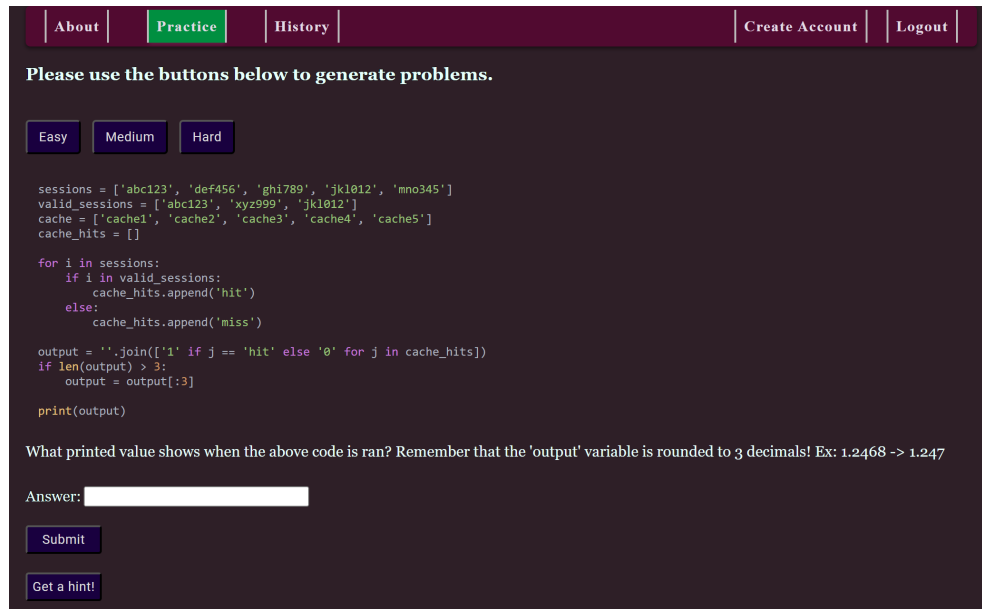 About Practice History Create Account Logout
Please use the buttons below to generate problems.
Easy Medium Hard
sessions = ['abc123', 'def456', 'ghi789', 'jkl012', 'mno345']
valid_sessions = ['abc123', 'xyz999', 'jkl012']
cache = ['cache1', 'cache2', 'cache3', 'cache4', 'cache5']
cache_hits = []
for i in sessions:
    if i in valid_sessions:
        cache_hits.append('hit')
    else:
        cache_hits.append('miss')
output = ''.join(['1' if j == 'hit' else '0' for j in cache_hits])
if len(output) > 3:
    output = output[:3]
print(output)
What printed value shows when the above code is ran? Remember that the 'output' variable is rounded to 3 decimals! Ex: 1.2468 -> 1.247
Answer:
Submit
Get a hint!